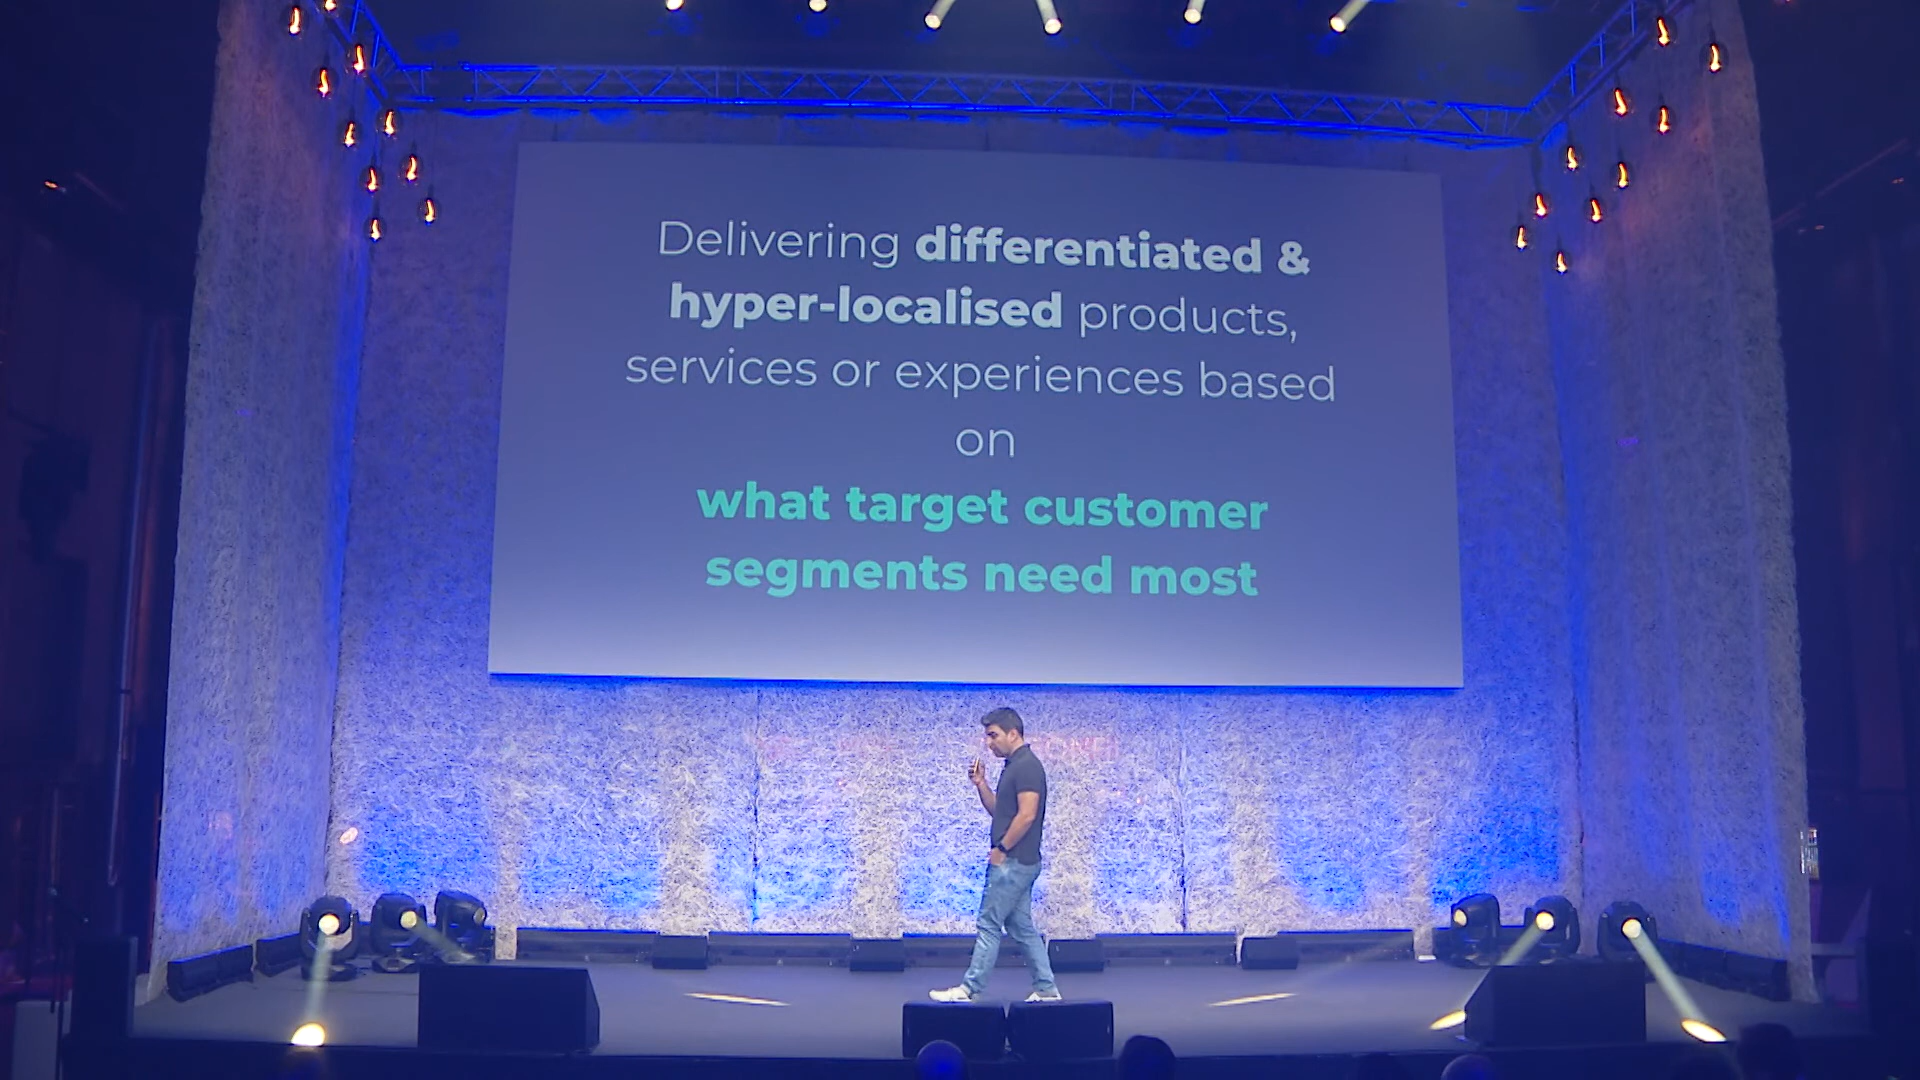 Delivering differentiated &
hyper-localised products,
services or experiences based
on
what target customer
segments need most